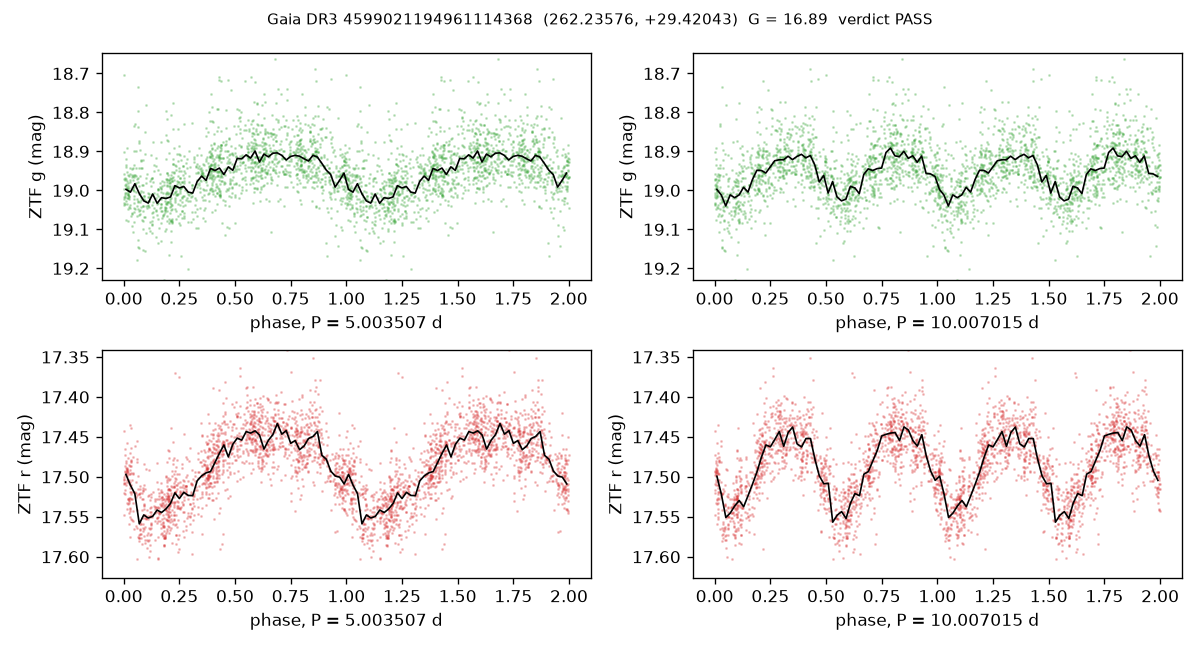 Gaia DR3 4599021194961114368 (262.23576, +29.42043) G = 16.89 verdict PASS
ZTF g (mag)
18.7
18.8
18.9
19.0
19.1
19.2
0.00 0.25 0.50 0.75 1.00 1.25 1.50 1.75 2.00
phase, P = 5.003507 d
ZTF g (mag)
18.7
18.8
18.9
19.0
19.1
19.2
0.00 0.25 0.50 0.75 1.00 1.25 1.50 1.75 2.00
phase, P = 10.007015 d
ZTF r (mag)
17.35
17.40
17.45
17.50
17.55
17.60
0.00 0.25 0.50 0.75 1.00 1.25 1.50 1.75 2.00
phase, P = 5.003507 d
ZTF r (mag)
17.35
17.40
17.45
17.50
17.55
17.60
0.00 0.25 0.50 0.75 1.00 1.25 1.50 1.75 2.00
phase, P = 10.007015 d